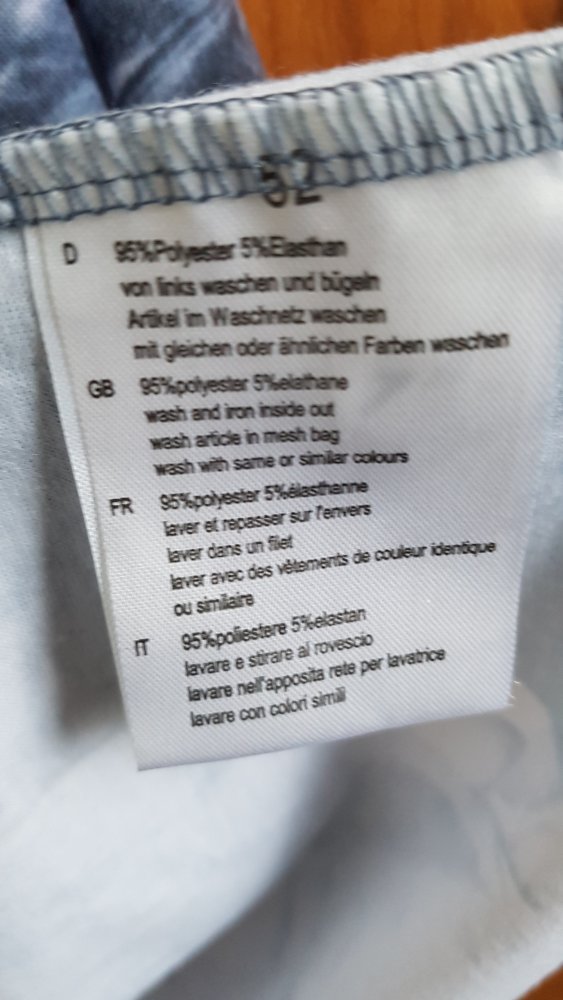 52
D 95%Polyester 5%Elasthan
von links waschen und bügeln
Artikel im Waschnetz waschen
mit gleichen oder ähnlichen Farben waschen
GB 95%polyester 5%elathane
wash and iron inside out
wash article in mesh bag
wash with same or similar colours
FR 95%polyester 5%élasthanne
laver et repasser sur l'envers
laver dans un filet
laver avec des vêtements de couleur identique
ou similaire
IT 95%poliestere 5%elastan
lavare e stirare al rovescio
lavare nell'apposita rete per lavatrice
lavare con colori simili